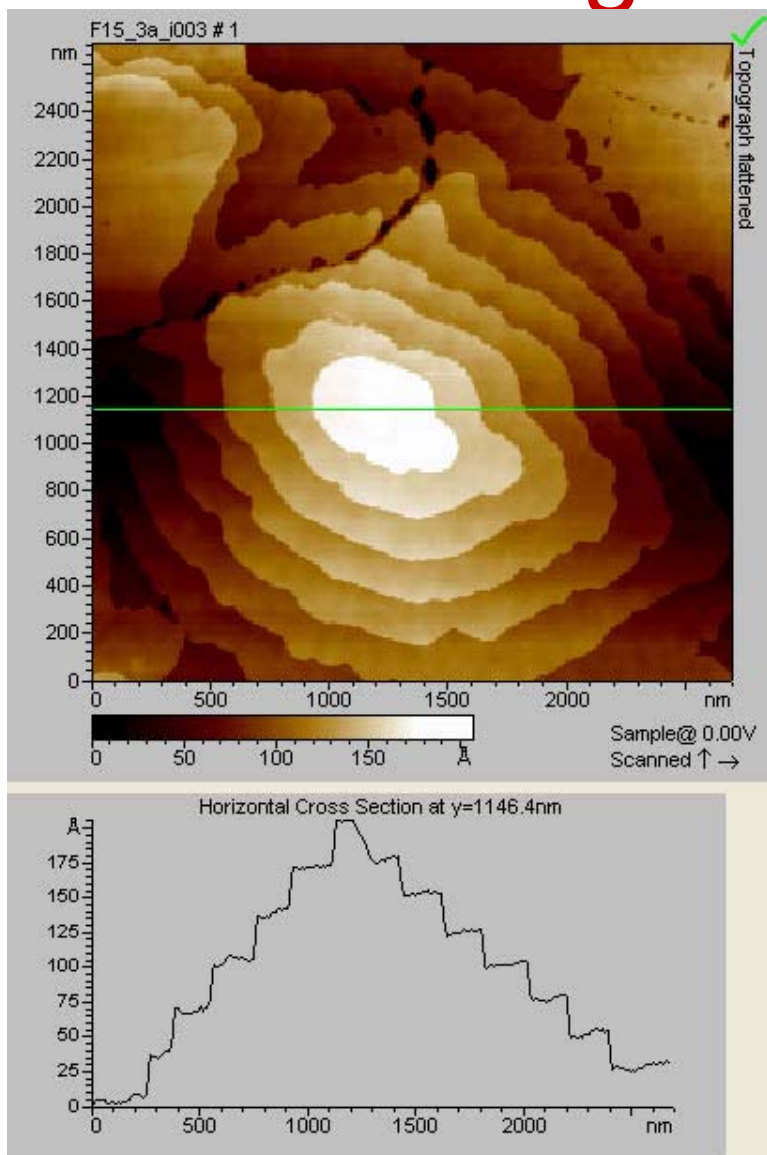 g
F15_3a_i003 # 1
nm
2400
2200
2000
1800
1600
1400
1200
1000
800
600
400
200
0
0 500 1000 1500 2000 nm
Topograph flattened
0 50 100 150 Å
Sample@ 0.00V
Scanned ↑ →
Horizontal Cross Section at y=1146.4nm
Å
175
150
125
100
75
50
25
0
0 500 1000 1500 2000 nm